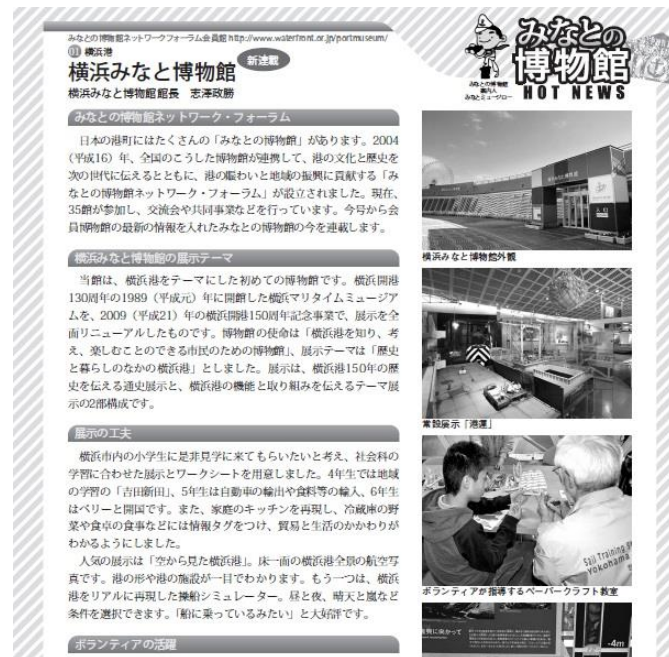 みなとの博物館ネットワークフォーラム会員館 http://www.waterfront.or.jp/portmuseum/
01 横浜港
横浜みなと博物館
新連載
横浜みなと博物館館長 志澤政勝
みなとの博物館
HOT NEWS
みなとの博物館
案内人
みなとミュージロー
みなとの博物館ネットワーク・フォーラム
日本の港町にはたくさんの「みなとの博物館」があります。2004
(平成16)年、全国のこうした博物館が連携して、港の文化と歴史を
次の世代に伝えるとともに、港の賑わいと地域の振興に貢献する「み
なとの博物館ネットワーク・フォーラム」が設立されました。現在、
35館が参加し、交流会や共同事業などを行っています。今号から会
員博物館の最新の情報を入れたみなとの博物館の今を連載します。
横浜みなと博物館の展示テーマ
当館は、横浜港をテーマにした初めての博物館です。横浜開港
130周年の1989(平成元)年に開館した横浜マリタイムミュージア
ムを、2009(平成21)年の横浜開港150周年記念事業で、展示を全
面リニューアルしたものです。博物館の使命は「横浜港を知り、考
え、楽しむことのできる市民のための博物館」、展示テーマは「歴史
と暮らしのなかの横浜港」としました。展示は、横浜港150年の歴
史を伝える通史展示と、横浜港の機能と取り組みを伝えるテーマ展
示の2部構成です。
展示の工夫
横浜市内の小学生に是非見学に来てもらいたいと考え、社会科の
学習に合わせた展示とワークシートを用意しました。4年生では地域
の学習の「吉田新田」、5年生は自動車の輸出や食料等の輸入、6年生
はペリーと開国です。また、家庭のキッチンを再現し、冷蔵庫の野
菜や食卓の食事などには情報タグをつけ、貿易と生活のかかわりが
わかるようにしました。
人気の展示は「空から見た横浜港」。床一面の横浜港全景の航空写
真です。港の形や港の施設が一目でわかります。もう一つは、横浜
港をリアルに再現した操船シミュレーター。昼と夜、晴天と嵐など
条件を選択できます。「船に乗っているみたい」と大好評です。
ボランティアの活躍
横浜みなと博物館外観
常設展示「港運」
Sail Training
Yokohama
ボランティアが指導するペーパークラフト教室
に向かって
-4m